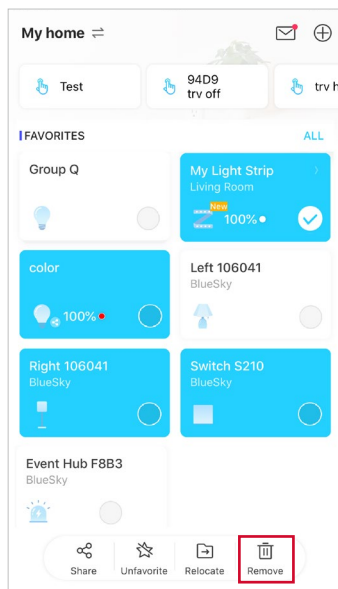 My home
Test
94D9
trv off
trv h
FAVORITES
ALL
Group Q
My Light Strip
Living Room
New
100%
color
100%
Left 106041
BlueSky
Right 106041
BlueSky
Switch S210
BlueSky
Event Hub F8B3
BlueSky
Share
Unfavorite
Relocate
Remove